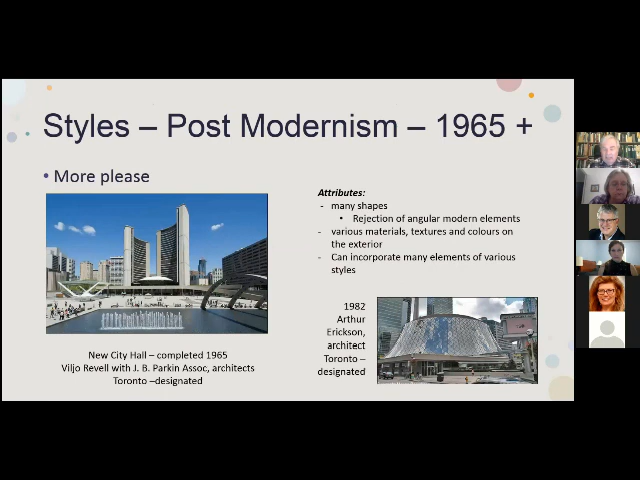 Styles – Post Modernism – 1965 +
• More please
Attributes:
- many shapes
• Rejection of angular modern elements
- various materials, textures and colours on
the exterior
- Can incorporate many elements of various
styles
1982
Arthur
Erickson,
architect
Toronto –
designated
New City Hall – completed 1965
Viljo Revell with J. B. Parkin Assoc, architects
Toronto –designated